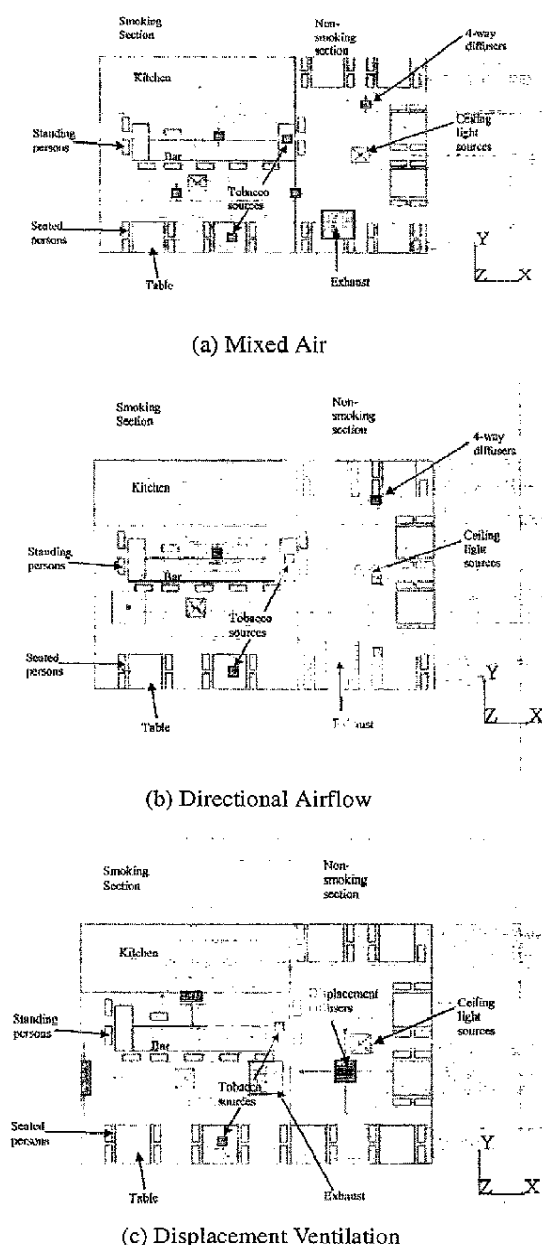 Smoking
Section
Non-
smoking
section
4-way
diffusers
Kitchen
Ceiling
light
sources
Standing
persons
Bar
Tobacco
sources
Seated
persons
Table
Exhaust
Y
Z X
(a) Mixed Air
Smoking
Section
Non-
smoking
section
4-way
diffusers
Kitchen
Ceiling
light
sources
Standing
persons
Bar
Tobacco
sources
Seated
persons
Table
Y
Z X
(b) Directional Airflow
Smoking
Section
Non-
smoking
section
Kitchen
Ceiling
light
sources
Standing
persons
Bar
Tobacco
sources
Seated
persons
Table
Exhaust
Y
Z X
(c) Displacement Ventilation